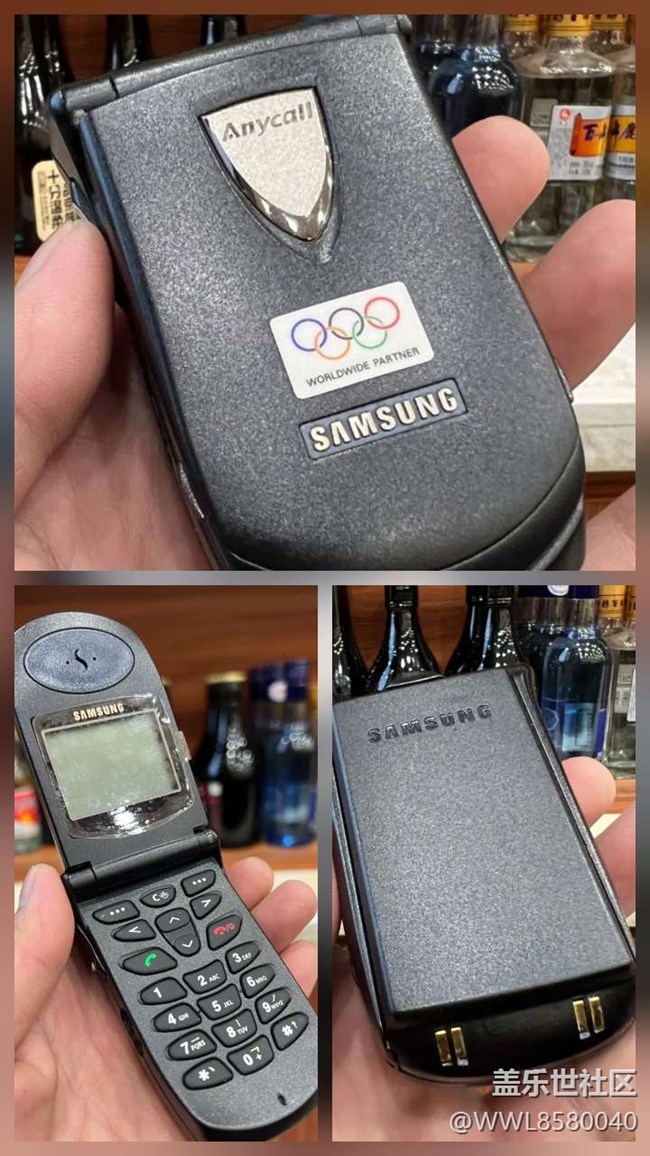 Anycall
WORLDWIDE PARTNER
SAMSUNG
SAMSUNG
C
1
2 ABC
3 DEF
4 GHI
5 JKL
6 MNO
7 PQRS
8 TUV
9 WXYZ
*
0 +
#
SAMSUNG
盖乐世社区
@WWL8580040